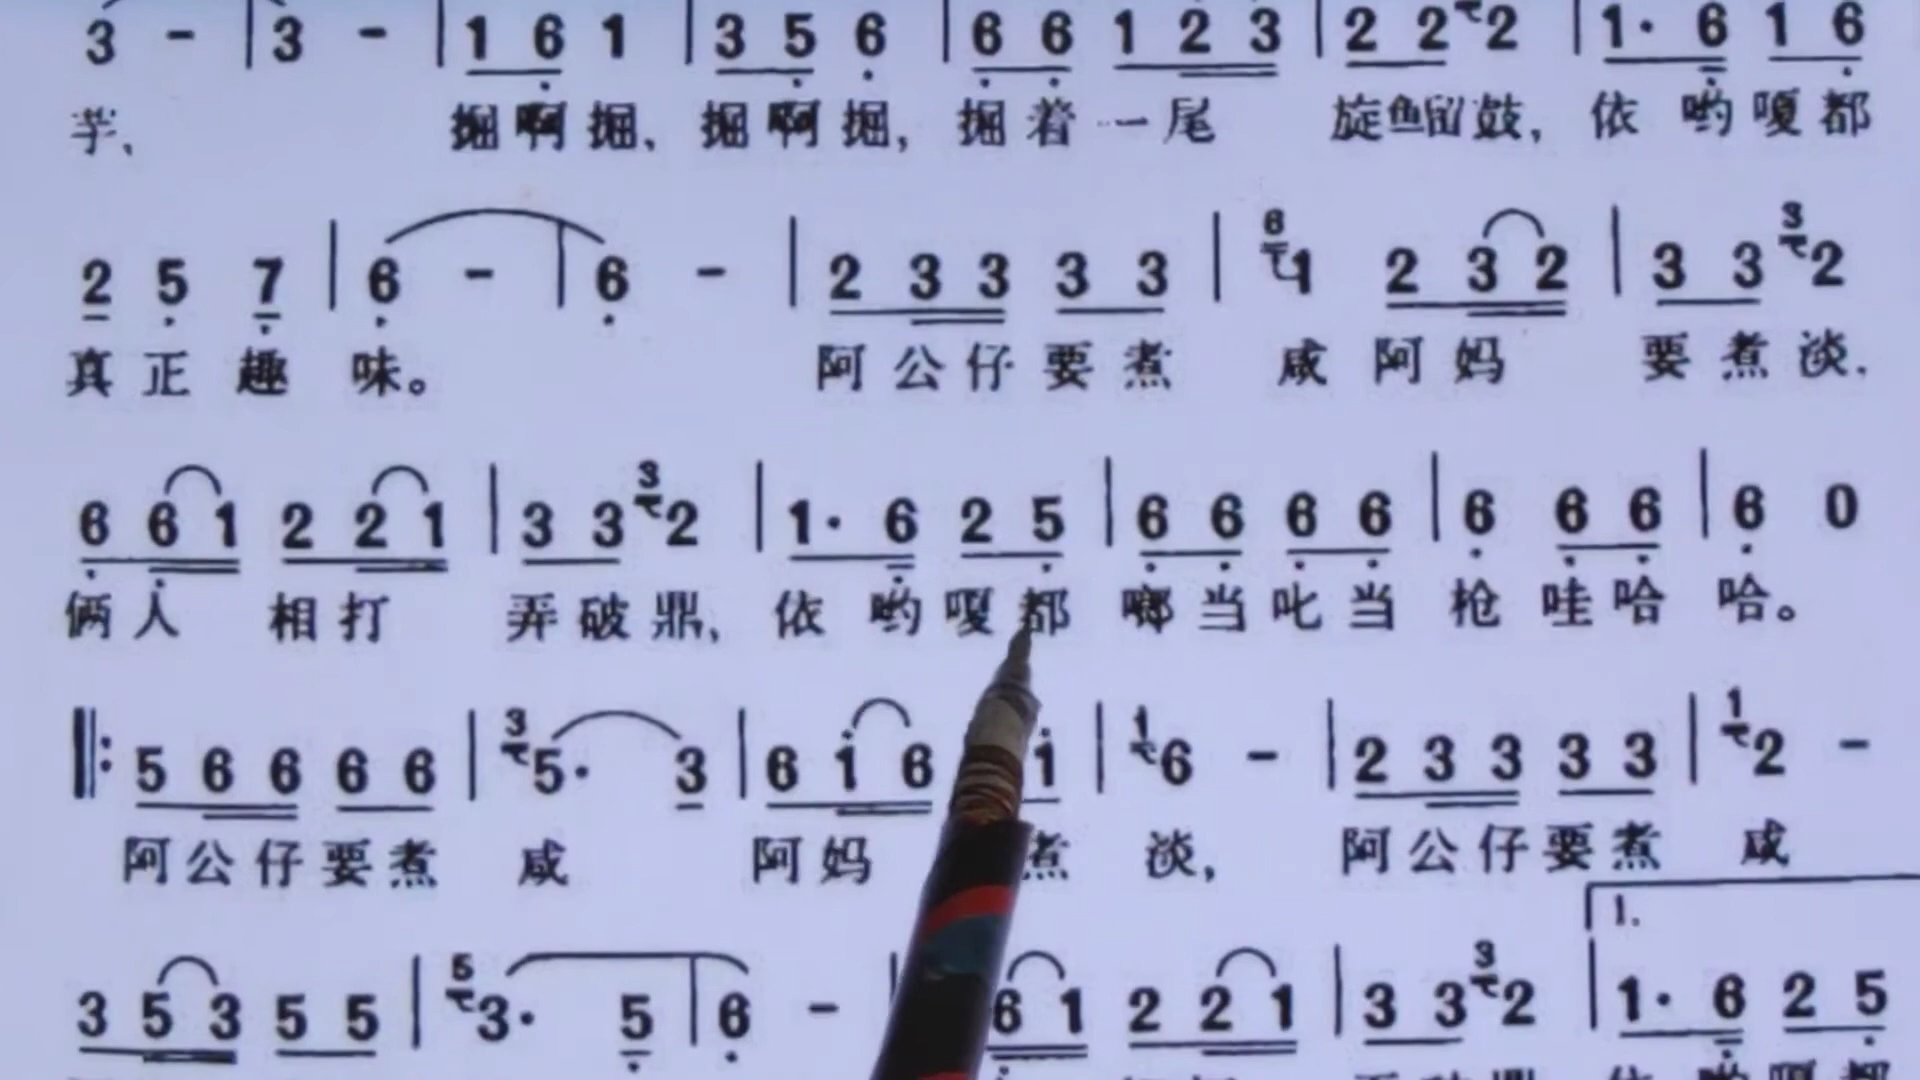 3 - | 3 - | 1 6 1 | 3 5 6 | 6 6 1 2 3 | 2 2 2 | 1· 6 1 6
芋、 掘啊掘、掘啊掘，掘着一尾 旋鱼留鼓，依哟嗄都
2 5 7 | 6 - | 6 - | 2 3 3 3 3 | 6 1 2 3 2 | 3 3 3 2
真正趣味。 阿公仔要煮 咸阿妈 要煮淡.
6 6 1 2 2 1 | 3 3 3 2 | 1· 6 2 5 | 6 6 6 6 | 6 6 6 | 6 0
俩人 相打 弄破鼎，依哟嗄都 啷当叱当 枪哇哈 哈。
5 6 6 6 6 | 3 5· 3 | 6 1 6 1 | 1 6 - | 2 3 3 3 3 | 1 2 -
阿公仔要煮 咸 阿妈 煮 淡， 阿公仔要煮 咸
1.
3 5 3 5 5 | 5 3· 5 | 6 - | 6 1 2 2 1 | 3 3 3 2 | 1· 6 2 5